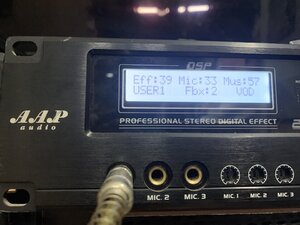 DSP
Eff:39 Mic:33 Mus:57
USER1 Fbx:2 VOD
AAP
audio
PROFESSIONAL STEREO DIGITAL EFFECT
MIC. 2 MIC. 3 MIC. 1 MIC. 2 MIC. 3